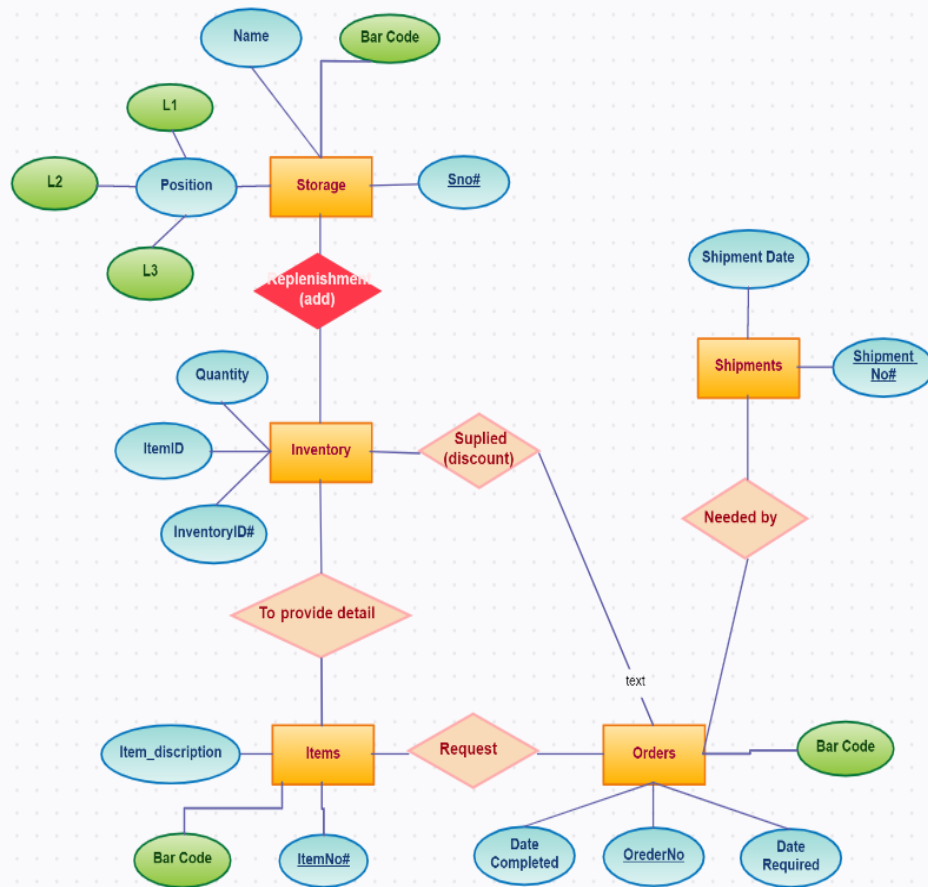 Name
Bar Code
L1
L2
Position
Storage
Sno#
L3
Replenishment
(add)
Shipment Date
Shipments
Shipment
No#
Quantity
ItemID
Inventory
Suplied
(discount)
InventoryID#
Needed by
To provide detail
text
Item_discription
Items
Request
Orders
Bar Code
Bar Code
ItemNo#
Date
Completed
OrederNo
Date
Required